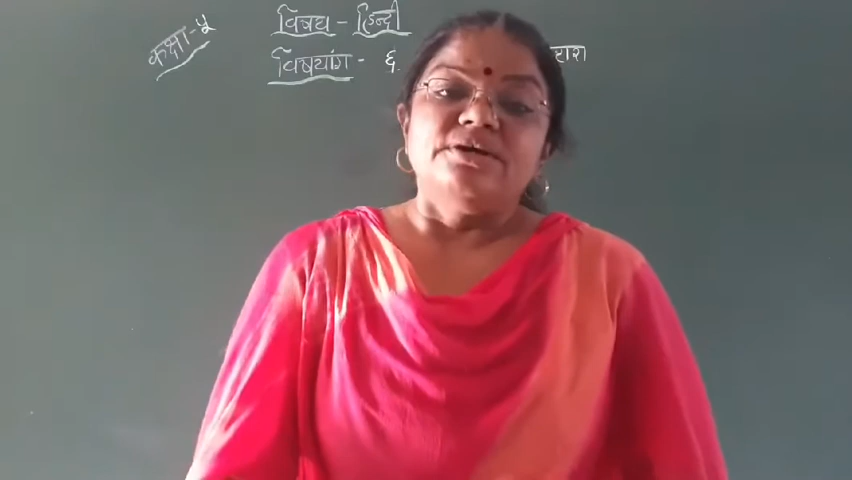 कक्षा-५
विषय - हिन्दी
विषयांग - ६.